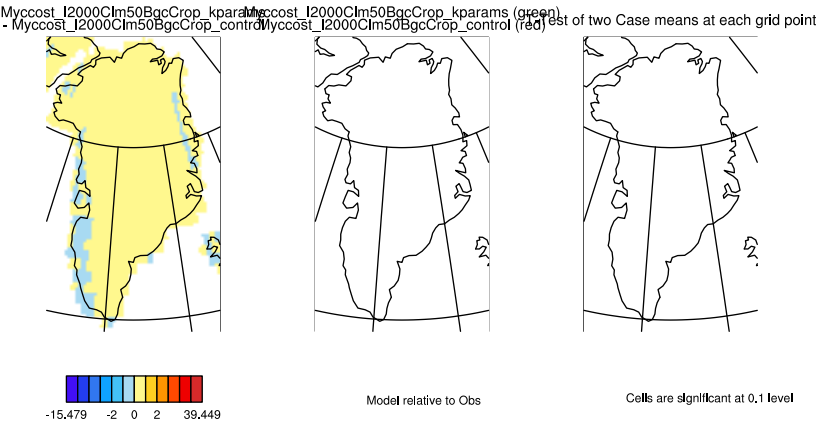 Myccost_I2000Clm50BgcCrop_kparams
- Myccost_I2000Clm50BgcCrop_control
Myccost_I2000Clm50BgcCrop_kparams (green)
Myccost_I2000Clm50BgcCrop_control (red)
T-Test of two Case means at each grid point
-15.479 -2 0 2 39.449
Model relative to Obs
Cells are significant at 0.1 level